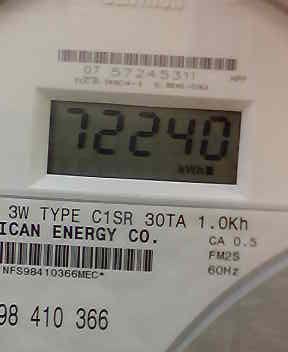 07 57245311
72240
kWh
3W TYPE C1SR 30TA 1.0Kh
ICAN ENERGY CO.
CA 0.5
FM2S
NFS98410366MEC*
60Hz
98 410 366